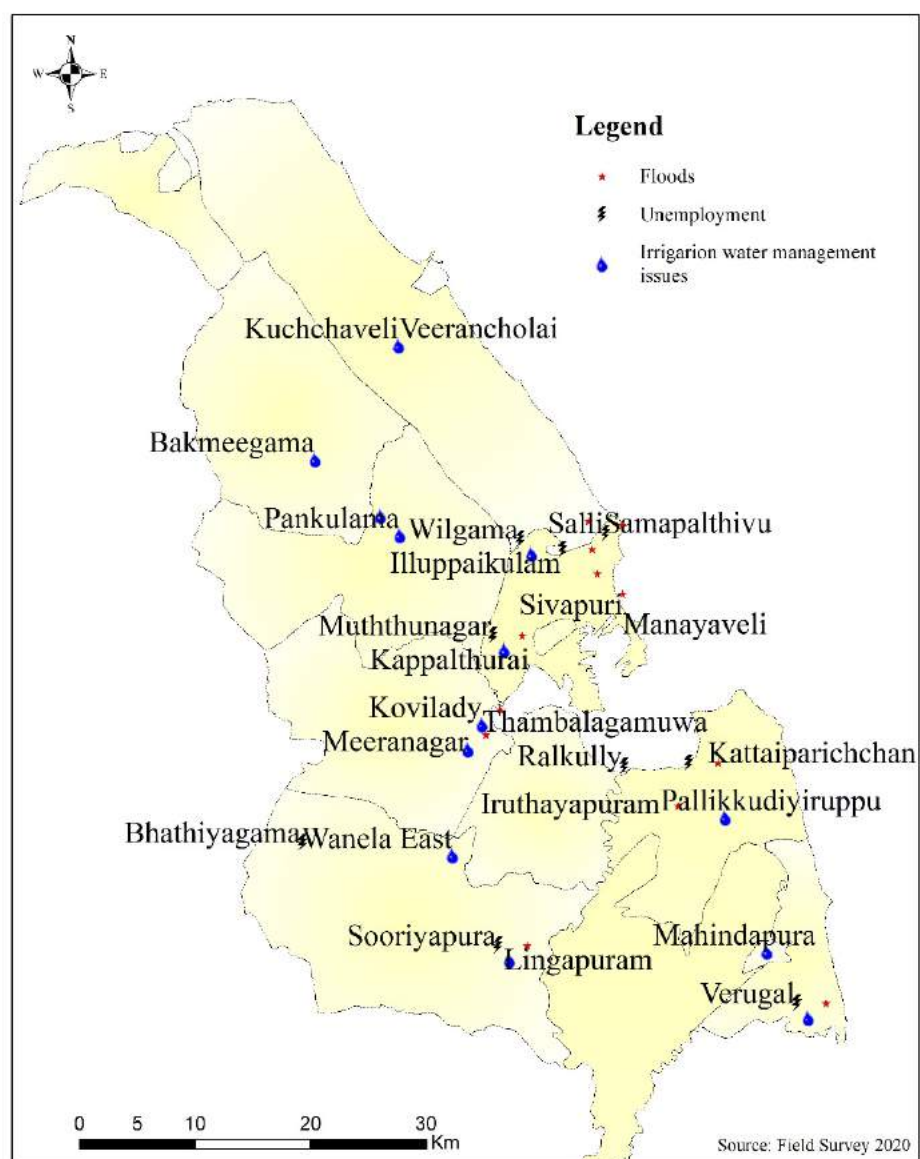 N
W E
S
Legend
Floods
Unemployment
Irrigarion water management
issues
KuchchaveliVeerancholai
Bakmeegama
Pankulama
Wilgama
SalliSamapalthivu
Illuppaikulam
Sivapuri
Muththunagar
Manayaveli
Kappalthurai
Kovilady
Thambalagamuwa
Meeranagar
Ralkully
Kattaiparichchan
Iruthayapuram
Pallikkudiyiruppu
Bhathiyagama
Wanela East
Sooriyapura
Lingapuram
Mahindapura
Verugal
0 5 10 20 30
Km
Source: Field Survey 2020